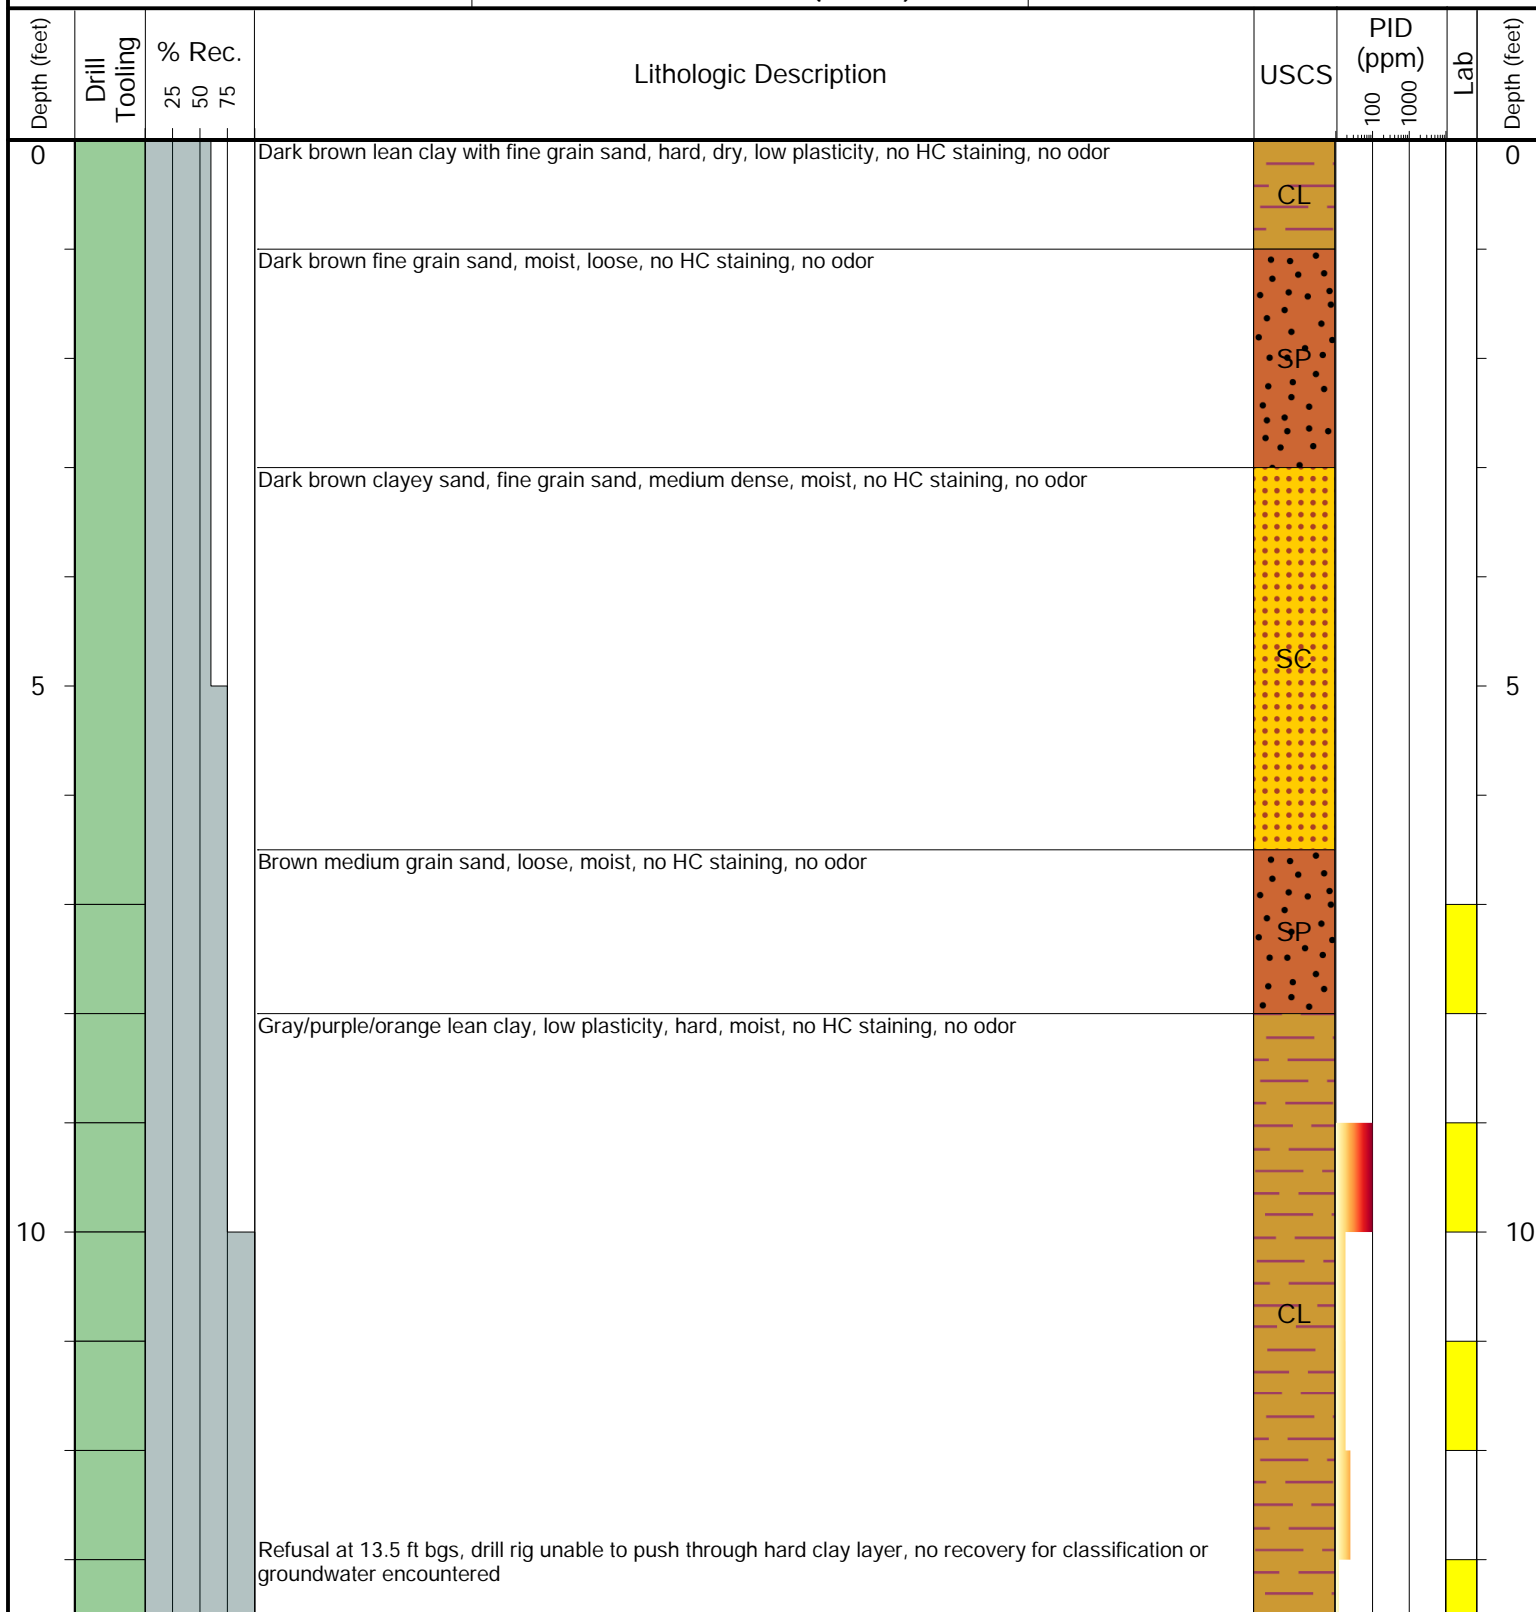 Depth (feet)
Drill Tooling
% Rec.
25 50 75
Lithologic Description
USCS
PID
(ppm)
100 1000
Lab
Depth (feet)
0
Dark brown lean clay with fine grain sand, hard, dry, low plasticity, no HC staining, no odor
0
CL
Dark brown fine grain sand, moist, loose, no HC staining, no odor
SP
Dark brown clayey sand, fine grain sand, medium dense, moist, no HC staining, no odor
SC
5
5
Brown medium grain sand, loose, moist, no HC staining, no odor
SP
Gray/purple/orange lean clay, low plasticity, hard, moist, no HC staining, no odor
10
10
CL
Refusal at 13.5 ft bgs, drill rig unable to push through hard clay layer, no recovery for classification or
groundwater encountered